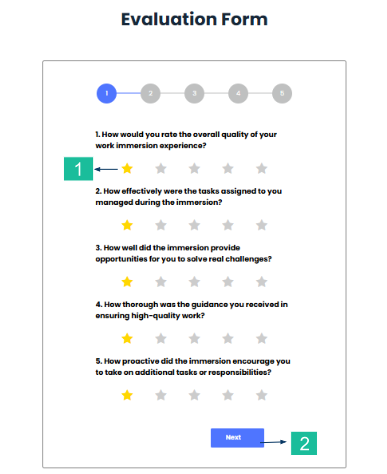 Evaluation Form
1 2 3 4 5
1. How would you rate the overall quality of your
work immersion experience?
1
2. How effectively were the tasks assigned to you
managed during the immersion?
3. How well did the immersion provide
opportunities for you to solve real challenges?
4. How thorough was the guidance you received in
ensuring high-quality work?
5. How proactive did the immersion encourage you
to take on additional tasks or responsibilities?
Next
2